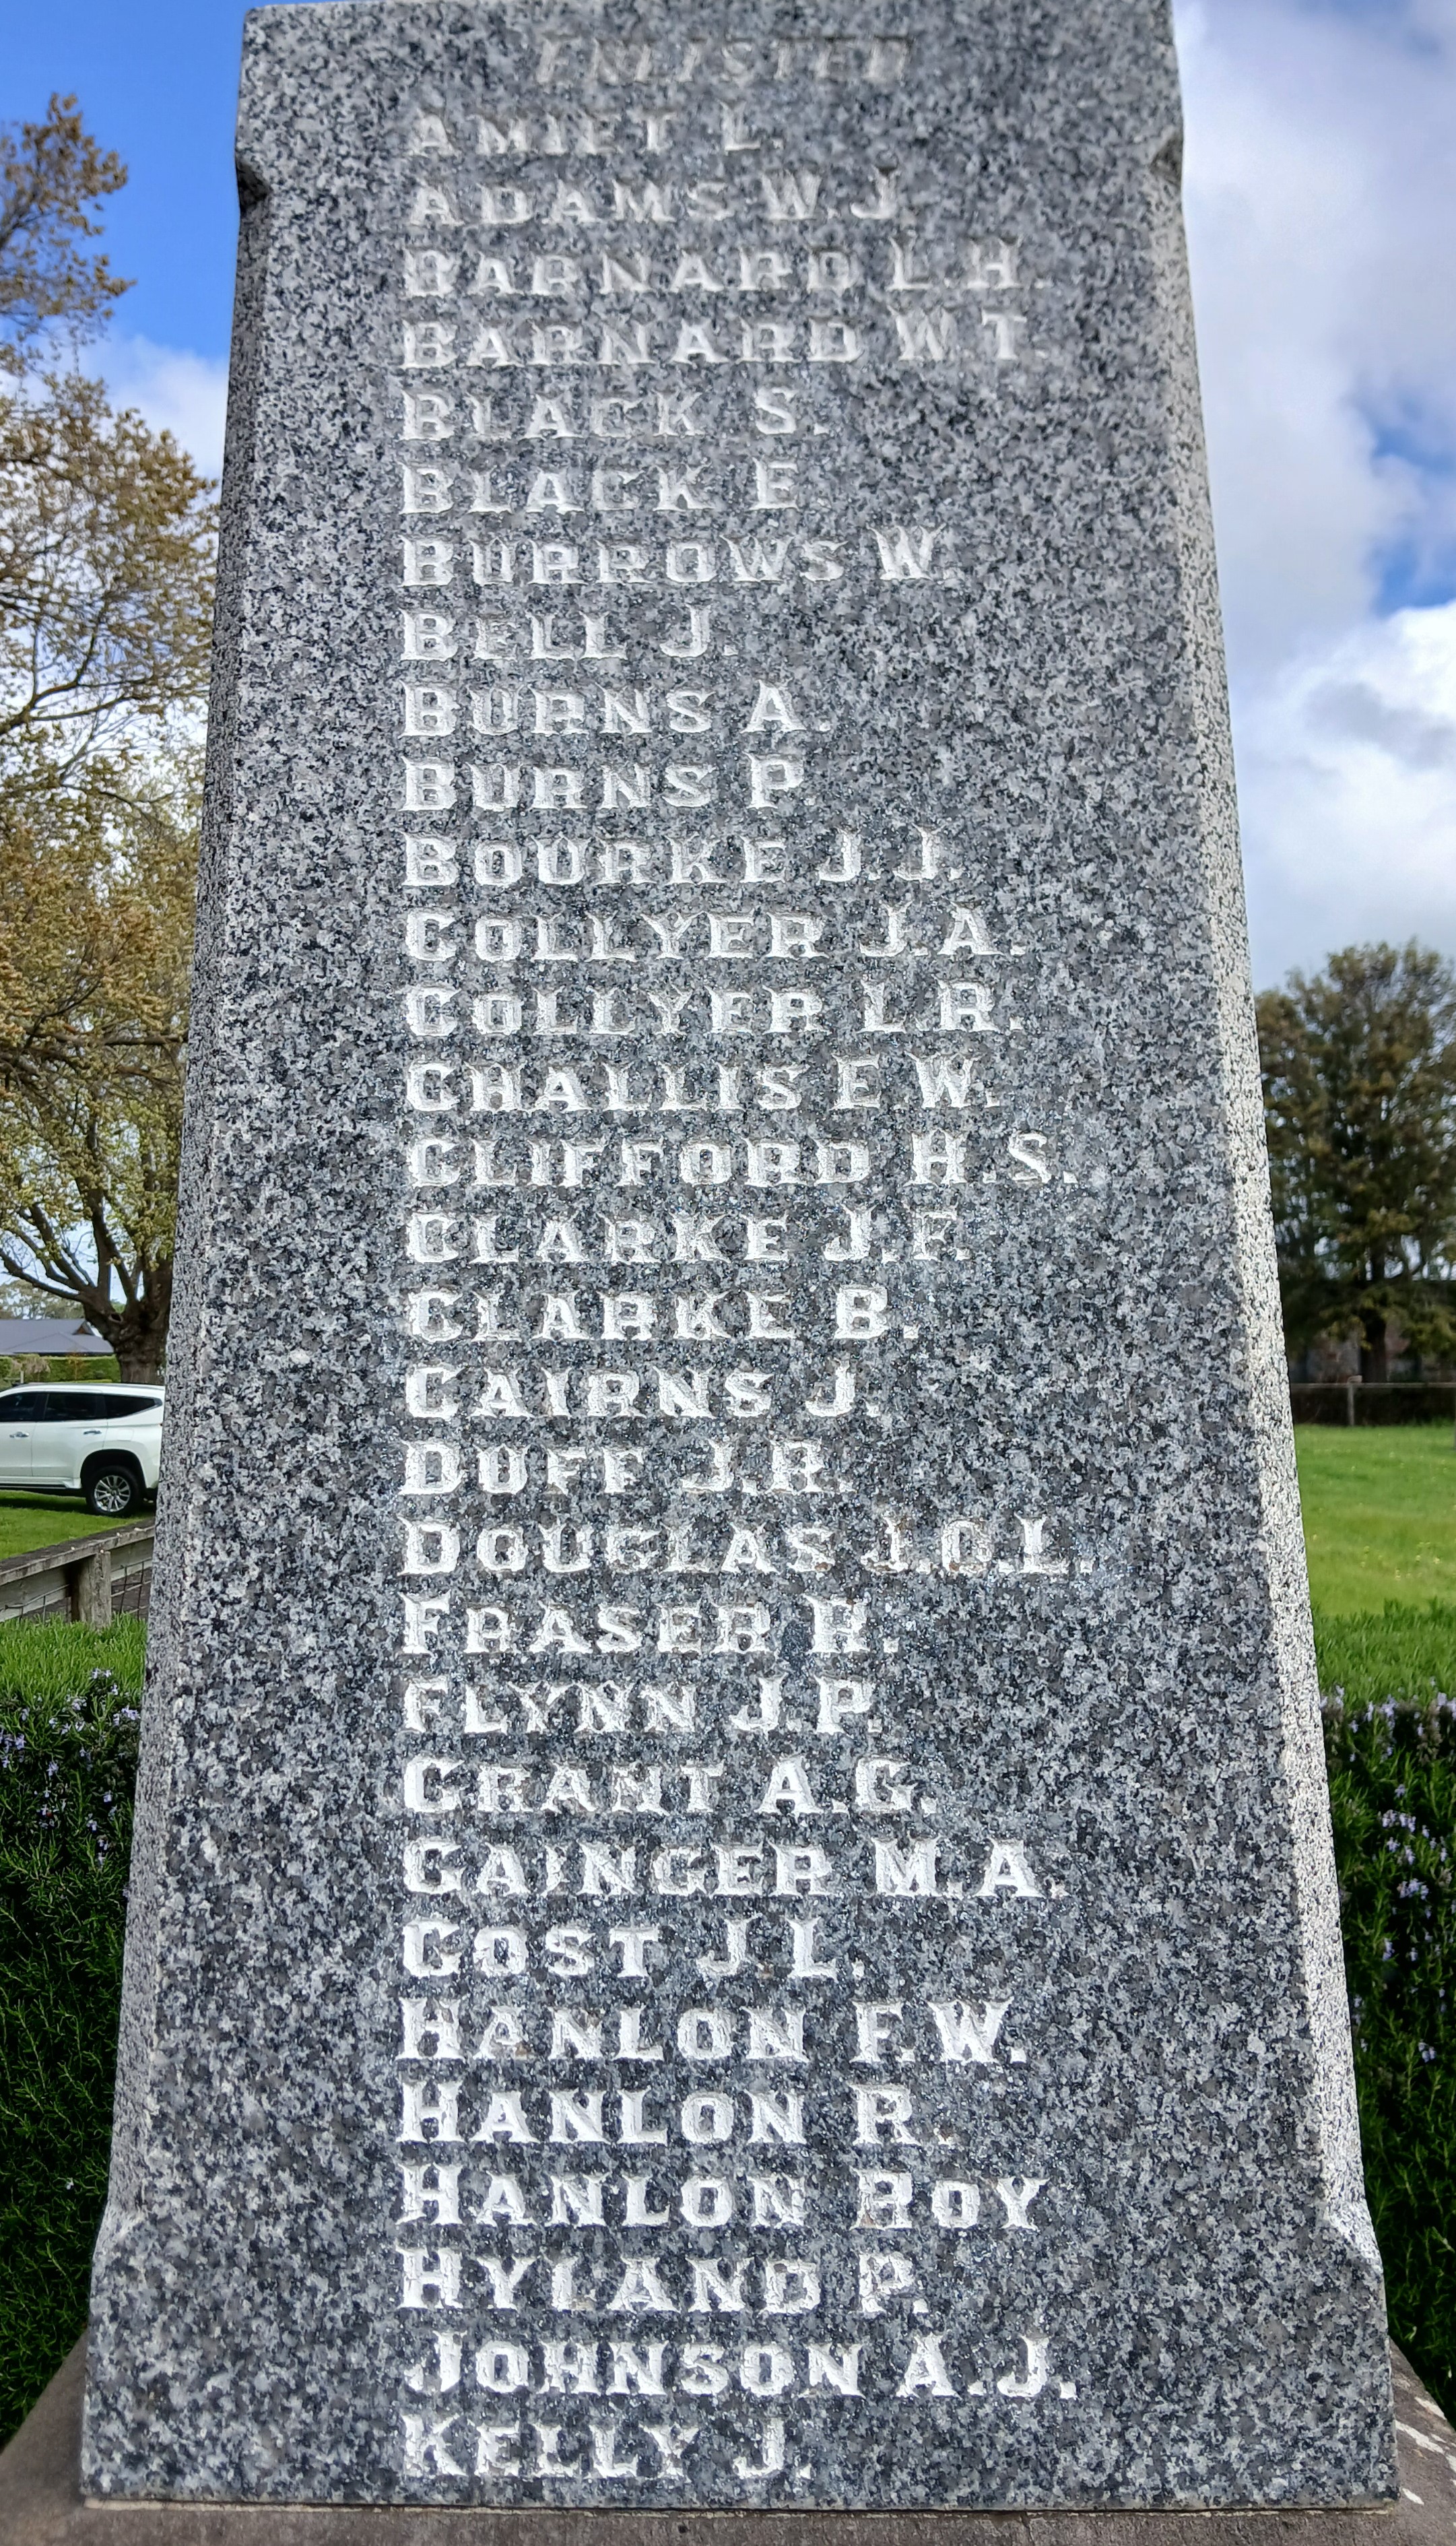 ENLISTED
AMIET L.
ADAMS W.J.
BARNARD L.H.
BARNARD W.T.
BLACK S.
BLACK E.
BURROWS W.
BELL J.
BURNS A.
BURNS P.
BOURKE J.J.
COLLYER J.A.
COLLYER L.R.
CHALLIS E.W.
CLIFFORD H.S.
CLARKE J.F.
CLARKE B.
CAIRNS J.
DUFF J.R.
DOUGLAS J.O.L.
FRASER H.
FLYNN J.P.
GRANT A.G.
GAINGER M.A.
GOST J.L.
HANLON F.W.
HANLON R.
HANLON ROY
HYLAND P.
JOHNSON A.J.
KELLY J.